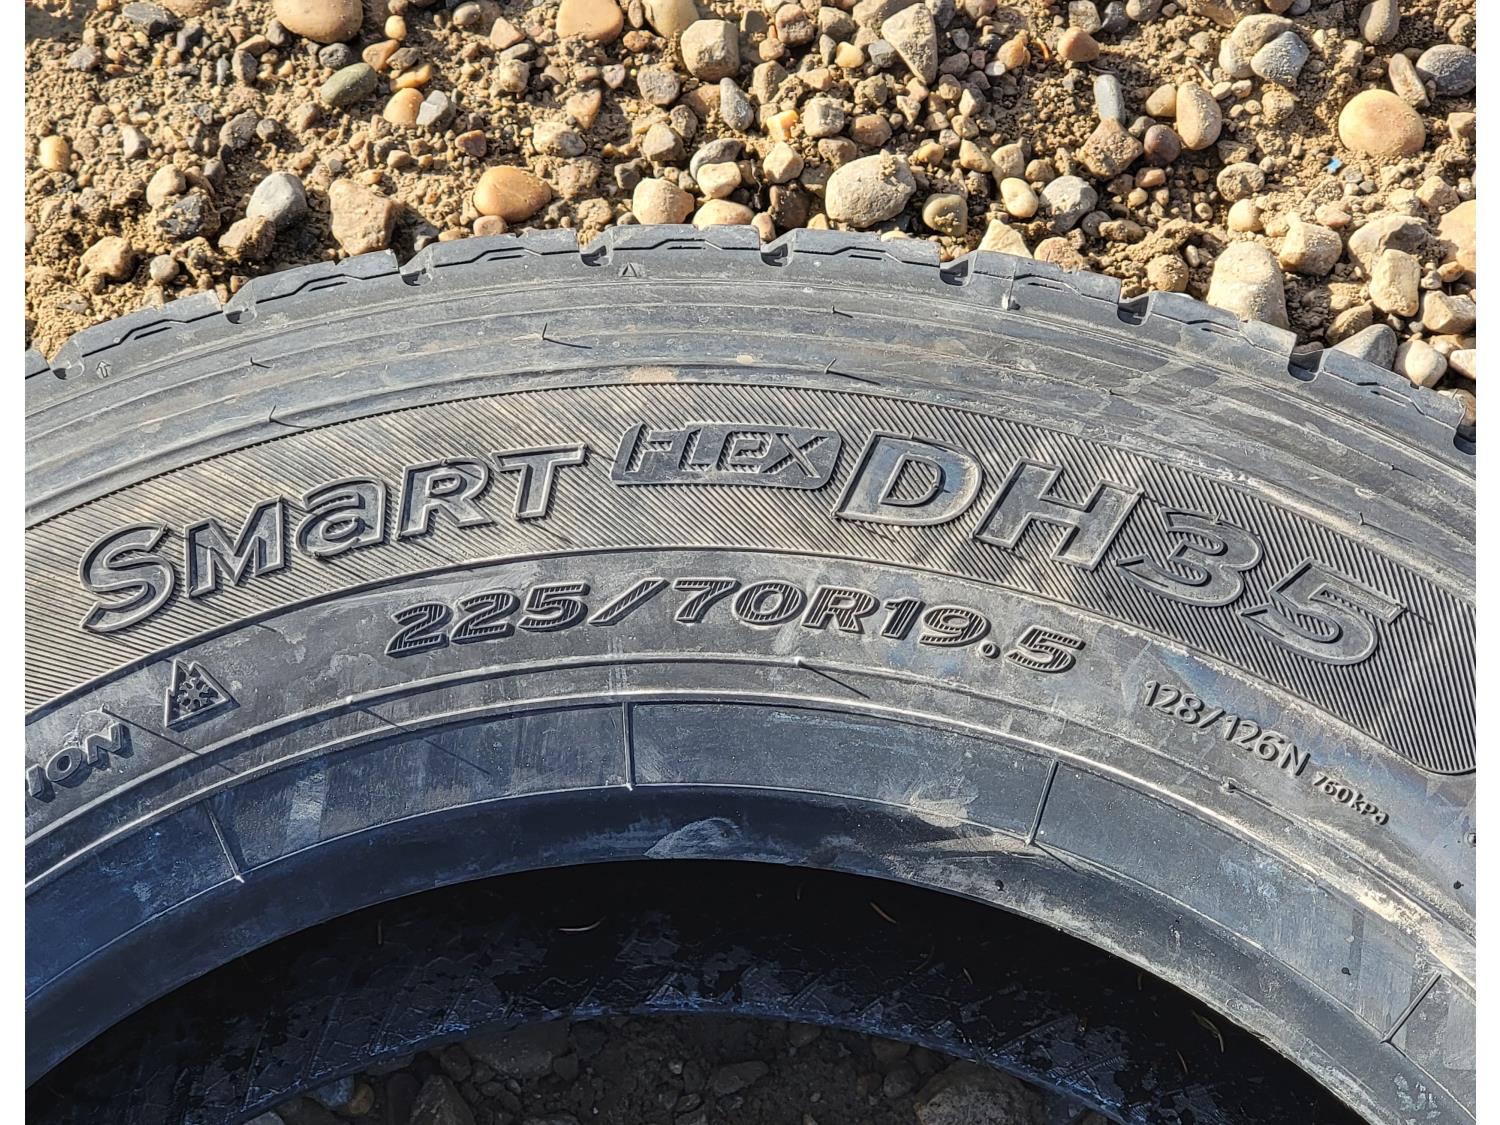 SMaRT FLEX DH35
225/70R19.5
128/126N 760kPa